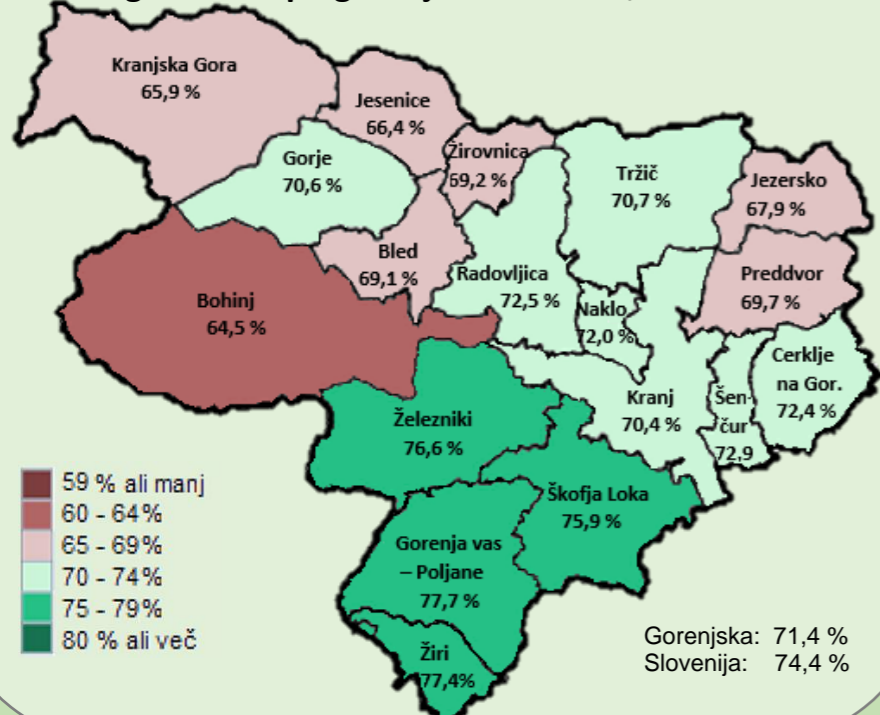 Kranjska Gora
65,9 %
Jesenice
66,4 %
Žirovnica
69,2 %
Gorje
70,6 %
Tržič
70,7 %
Jezersko
67,9 %
Bled
69,1 %
Radovljica
72,5 %
Naklo
72,0 %
Preddvor
69,7 %
Bohinj
64,5 %
Cerklje
na Gor.
72,4 %
Kranj
70,4 %
Šen-
čur
72,9
Železniki
76,6 %
Škofja Loka
75,9 %
Gorenja vas
– Poljane
77,7 %
Žiri
77,4%
59 % ali manj
60 - 64%
65 - 69%
70 - 74%
75 - 79%
80 % ali več
Gorenjska: 71,4 %
Slovenija: 74,4 %